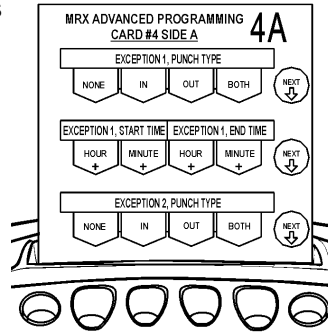 MRX ADVANCED PROGRAMMING
CARD #4 SIDE A
4A
EXCEPTION 1, PUNCH TYPE
NONE IN OUT BOTH NEXT
EXCEPTION 1, START TIME EXCEPTION 1, END TIME
HOUR + MINUTE + HOUR + MINUTE + NEXT
EXCEPTION 2, PUNCH TYPE
NONE IN OUT BOTH NEXT